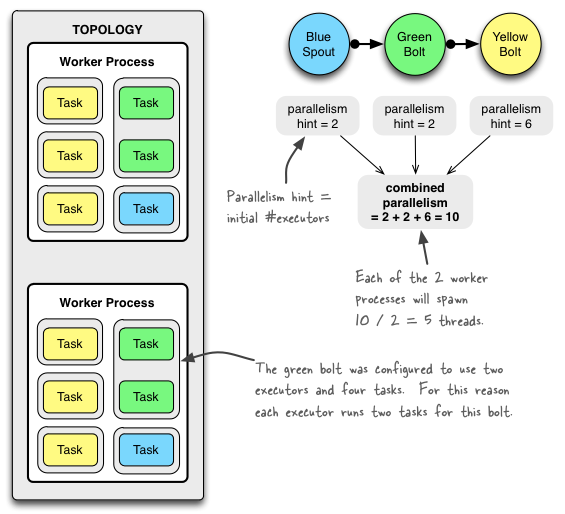 TOPOLOGY
Worker Process
Task
Task
Task
Task
Task
Task
Worker Process
Task
Task
Task
Task
Task
Task
Blue
Spout
Green
Bolt
Yellow
Bolt
parallelism
hint = 2
parallelism
hint = 2
parallelism
hint = 6
Parallelism hint =
initial #executors
combined
parallelism
= 2 + 2 + 6 = 10
Each of the 2 worker
processes will spawn
10 / 2 = 5 threads.
The green bolt was configured to use two
executors and four tasks. For this reason
each executor runs two tasks for this bolt.